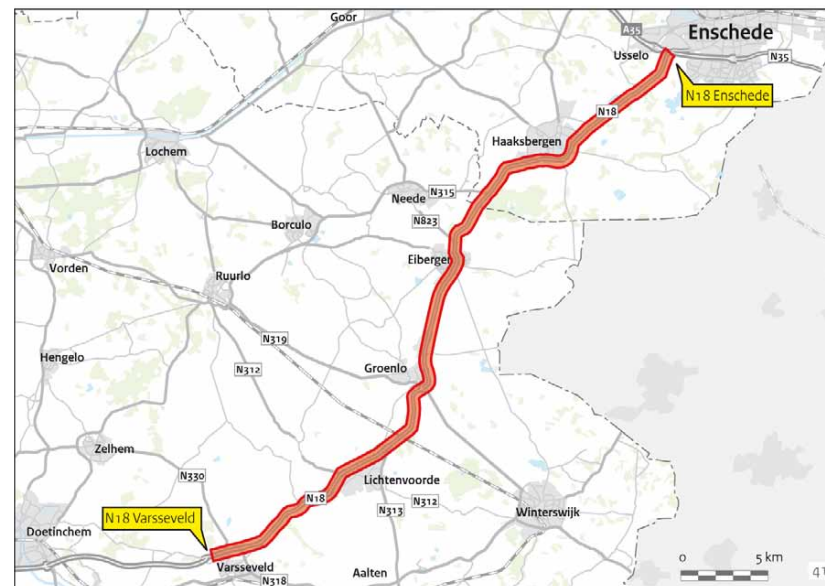 Goor
A35
Enschede
Usselo
N35
N18 Enschede
N18
Haaksbergen
Lochem
Neede
N315
N823
Borculo
Eibergen
Vorden
Ruurlo
N319
Hengelo
N312
Groenlo
Zelhem
N330
Lichtenvoorde
N18
N312
N313
Winterswijk
N18 Varsseveld
Doetinchem
Varsseveld
N318
Aalten
0 5 km